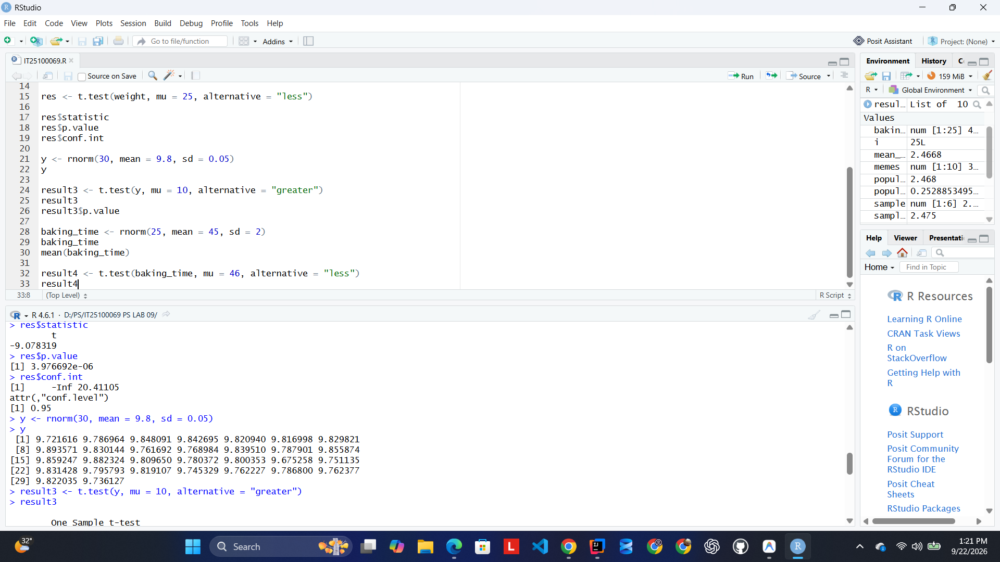 RStudio
File Edit Code View Plots Session Build Debug Profile Tools Help
Go to file/function Addins Posit Assistant Project: (None)
IT25100069.R
Source on Save Run Source
14
15 res <- t.test(weight, mu = 25, alternative = "less")
16
17 res$statistic
18 res$p.value
19 res$conf.int
20
21 y <- rnorm(30, mean = 9.8, sd = 0.05)
22 y
23
24 result3 <- t.test(y, mu = 10, alternative = "greater")
25 result3
26 result3$p.value
27
28 baking_time <- rnorm(25, mean = 45, sd = 2)
29 baking_time
30 mean(baking_time)
31
32 result4 <- t.test(baking_time, mu = 46, alternative = "less")
33 result4
33:8 (Top Level) R Script
R 4.6.1 · D:/PS/IT25100069 PS LAB 09/
> res$statistic
t
-9.078319
> res$p.value
[1] 3.976692e-06
> res$conf.int
[1] -Inf 20.41105
attr(,"conf.level")
[1] 0.95
> y <- rnorm(30, mean = 9.8, sd = 0.05)
> y
[1] 9.721616 9.786964 9.848091 9.842695 9.820940 9.816998 9.829821
[8] 9.893571 9.830144 9.761692 9.768984 9.839510 9.787901 9.855874
[15] 9.859247 9.882324 9.809650 9.780372 9.800353 9.675258 9.751135
[22] 9.831428 9.795793 9.819107 9.745329 9.762227 9.786800 9.762377
[29] 9.822035 9.736127
> result3 <- t.test(y, mu = 10, alternative = "greater")
> result3
One Sample t-test
Environment History C
159 MiB
R Global Environment
resul… List of 10
Values
bakin… num [1:25] 4…
i 25L
mean_… 2.4668
memes num [1:10] 3…
popul… 2.468
popul… 0.2528853495…
sample num [1:6] 2.…
sampl… 2.475
Help Viewer Presentati
Home Find in Topic
R Resources
Learning R Online
CRAN Task Views
R on
StackOverflow
Getting Help with
R
RStudio
Posit Support
Posit Community
Forum for the
RStudio IDE
Posit Cheat
Sheets
RStudio Packages
32°
Search
1:21 PM
9/22/2026